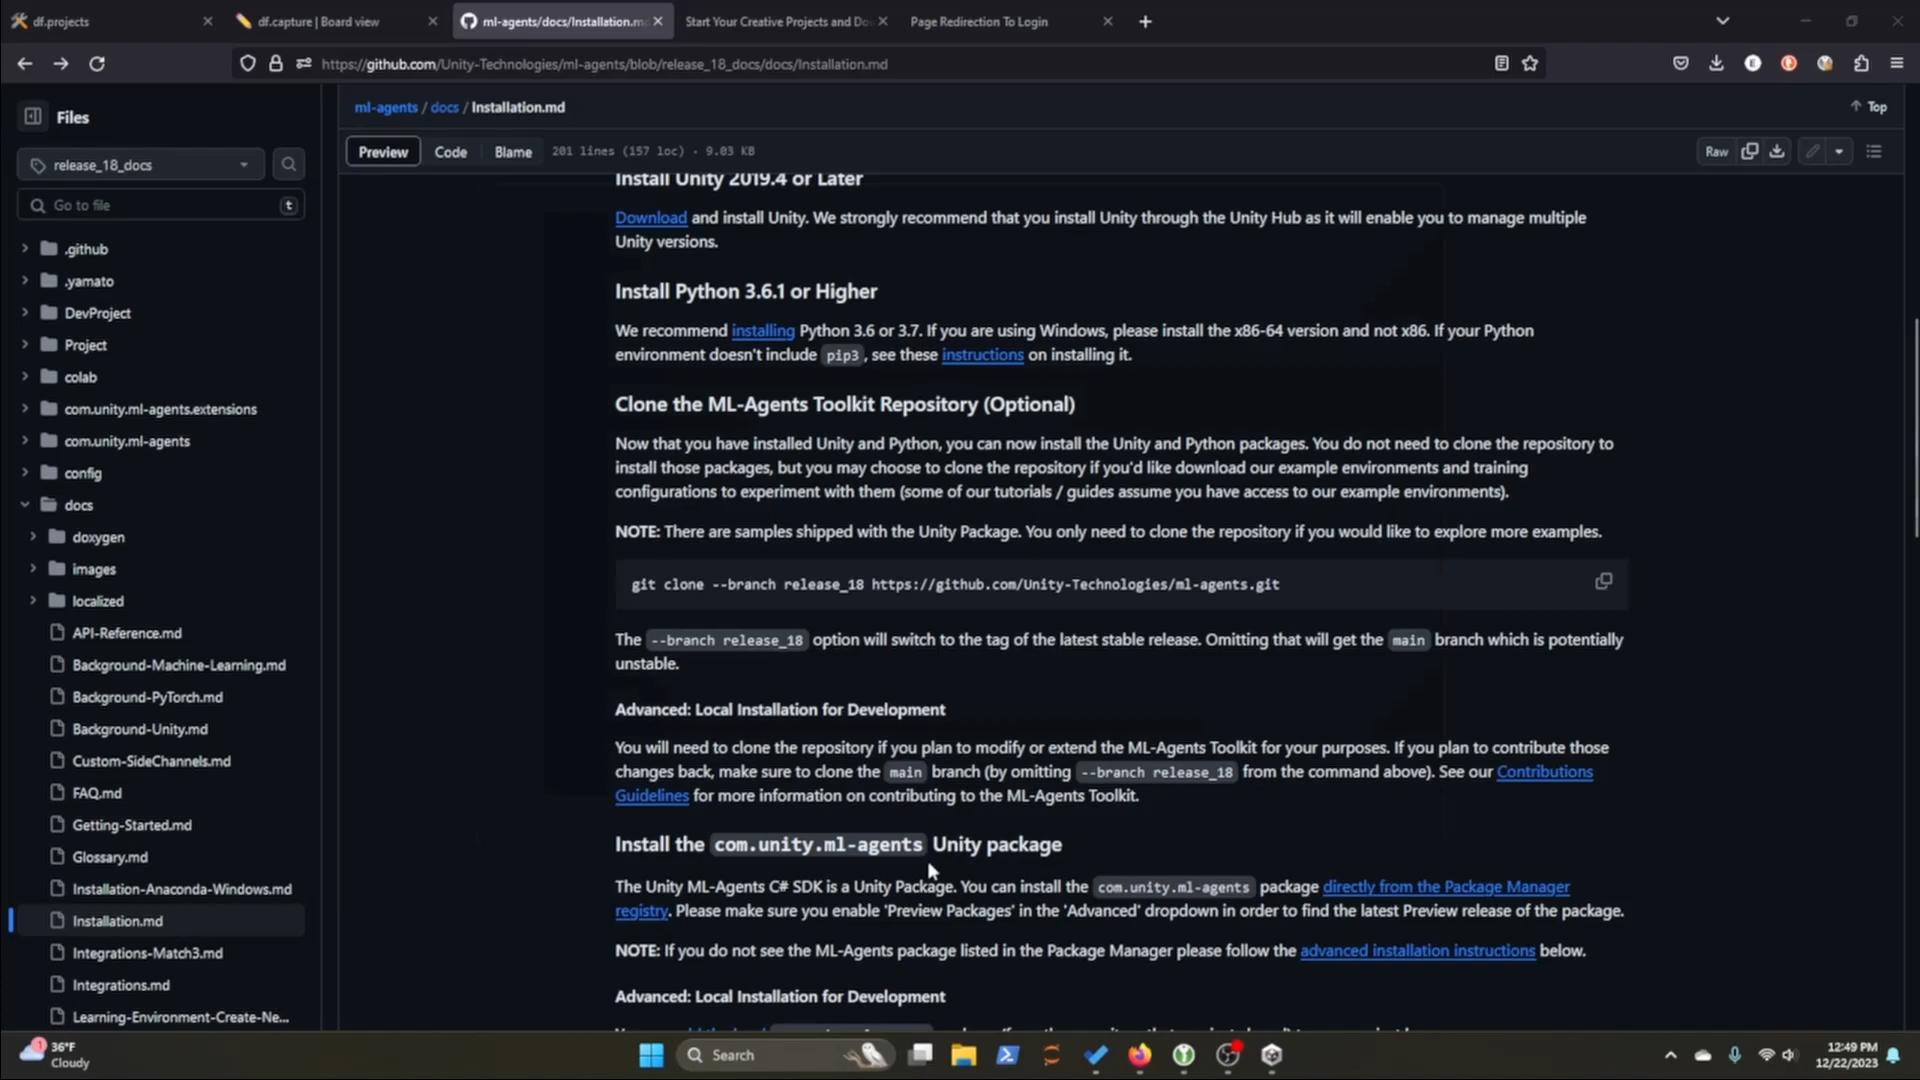 df.projects
df.capture | Board view
ml-agents/docs/Installation.m
Start Your Creative Projects and Do
Page Redirection To Login
https://github.com/Unity-Technologies/ml-agents/blob/release_18_docs/docs/Installation.md
Files
release_18_docs
Go to file
t
.github
.yamato
DevProject
Project
colab
com.unity.ml-agents.extensions
com.unity.ml-agents
config
docs
doxygen
images
localized
API-Reference.md
Background-Machine-Learning.md
Background-PyTorch.md
Background-Unity.md
Custom-SideChannels.md
FAQ.md
Getting-Started.md
Glossary.md
Installation-Anaconda-Windows.md
Installation.md
Integrations-Match3.md
Integrations.md
Learning-Environment-Create-Ne...
ml-agents / docs / Installation.md
Top
Preview
Code
Blame
201 lines (157 loc) · 9.03 KB
Raw
Install Unity 2019.4 or Later
Download and install Unity. We strongly recommend that you install Unity through the Unity Hub as it will enable you to manage multiple
Unity versions.
Install Python 3.6.1 or Higher
We recommend installing Python 3.6 or 3.7. If you are using Windows, please install the x86-64 version and not x86. If your Python
environment doesn't include pip3, see these instructions on installing it.
Clone the ML-Agents Toolkit Repository (Optional)
Now that you have installed Unity and Python, you can now install the Unity and Python packages. You do not need to clone the repository to
install those packages, but you may choose to clone the repository if you'd like download our example environments and training
configurations to experiment with them (some of our tutorials / guides assume you have access to our example environments).
NOTE: There are samples shipped with the Unity Package. You only need to clone the repository if you would like to explore more examples.
git clone --branch release_18 https://github.com/Unity-Technologies/ml-agents.git
The --branch release_18 option will switch to the tag of the latest stable release. Omitting that will get the main branch which is potentially
unstable.
Advanced: Local Installation for Development
You will need to clone the repository if you plan to modify or extend the ML-Agents Toolkit for your purposes. If you plan to contribute those
changes back, make sure to clone the main branch (by omitting --branch release_18 from the command above). See our Contributions
Guidelines for more information on contributing to the ML-Agents Toolkit.
Install the com.unity.ml-agents Unity package
The Unity ML-Agents C# SDK is a Unity Package. You can install the com.unity.ml-agents package directly from the Package Manager
registry. Please make sure you enable 'Preview Packages' in the 'Advanced' dropdown in order to find the latest Preview release of the package.
NOTE: If you do not see the ML-Agents package listed in the Package Manager please follow the advanced installation instructions below.
Advanced: Local Installation for Development
1
36°F
Cloudy
Search
12:49 PM
12/22/2023